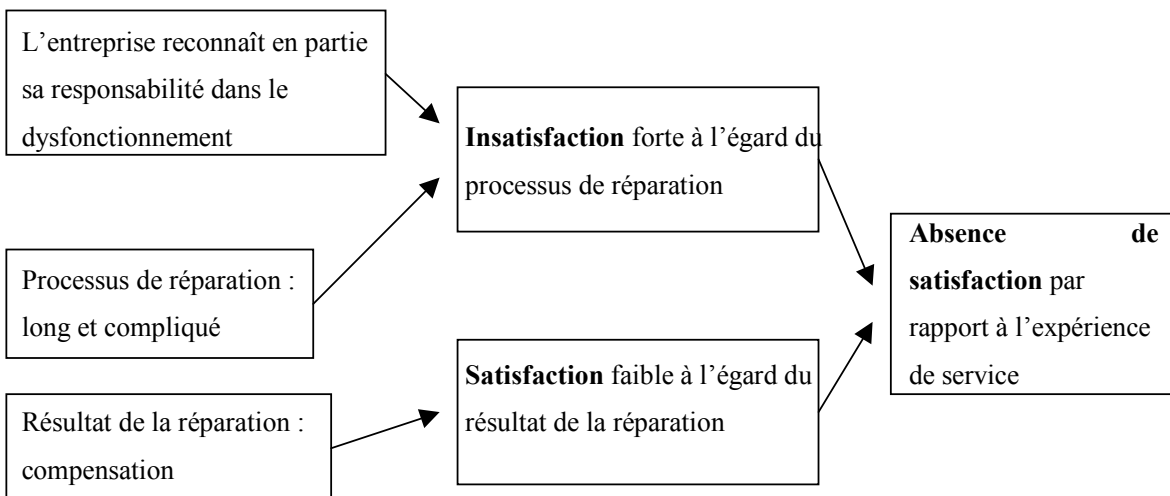 L’entreprise reconnaît en partie
sa responsabilité dans le
dysfonctionnement
Processus de réparation :
long et compliqué
Résultat de la réparation :
compensation
Insatisfaction forte à l’égard du
processus de réparation
Satisfaction faible à l’égard du
résultat de la réparation
Absence de
satisfaction par
rapport à l’expérience
de service